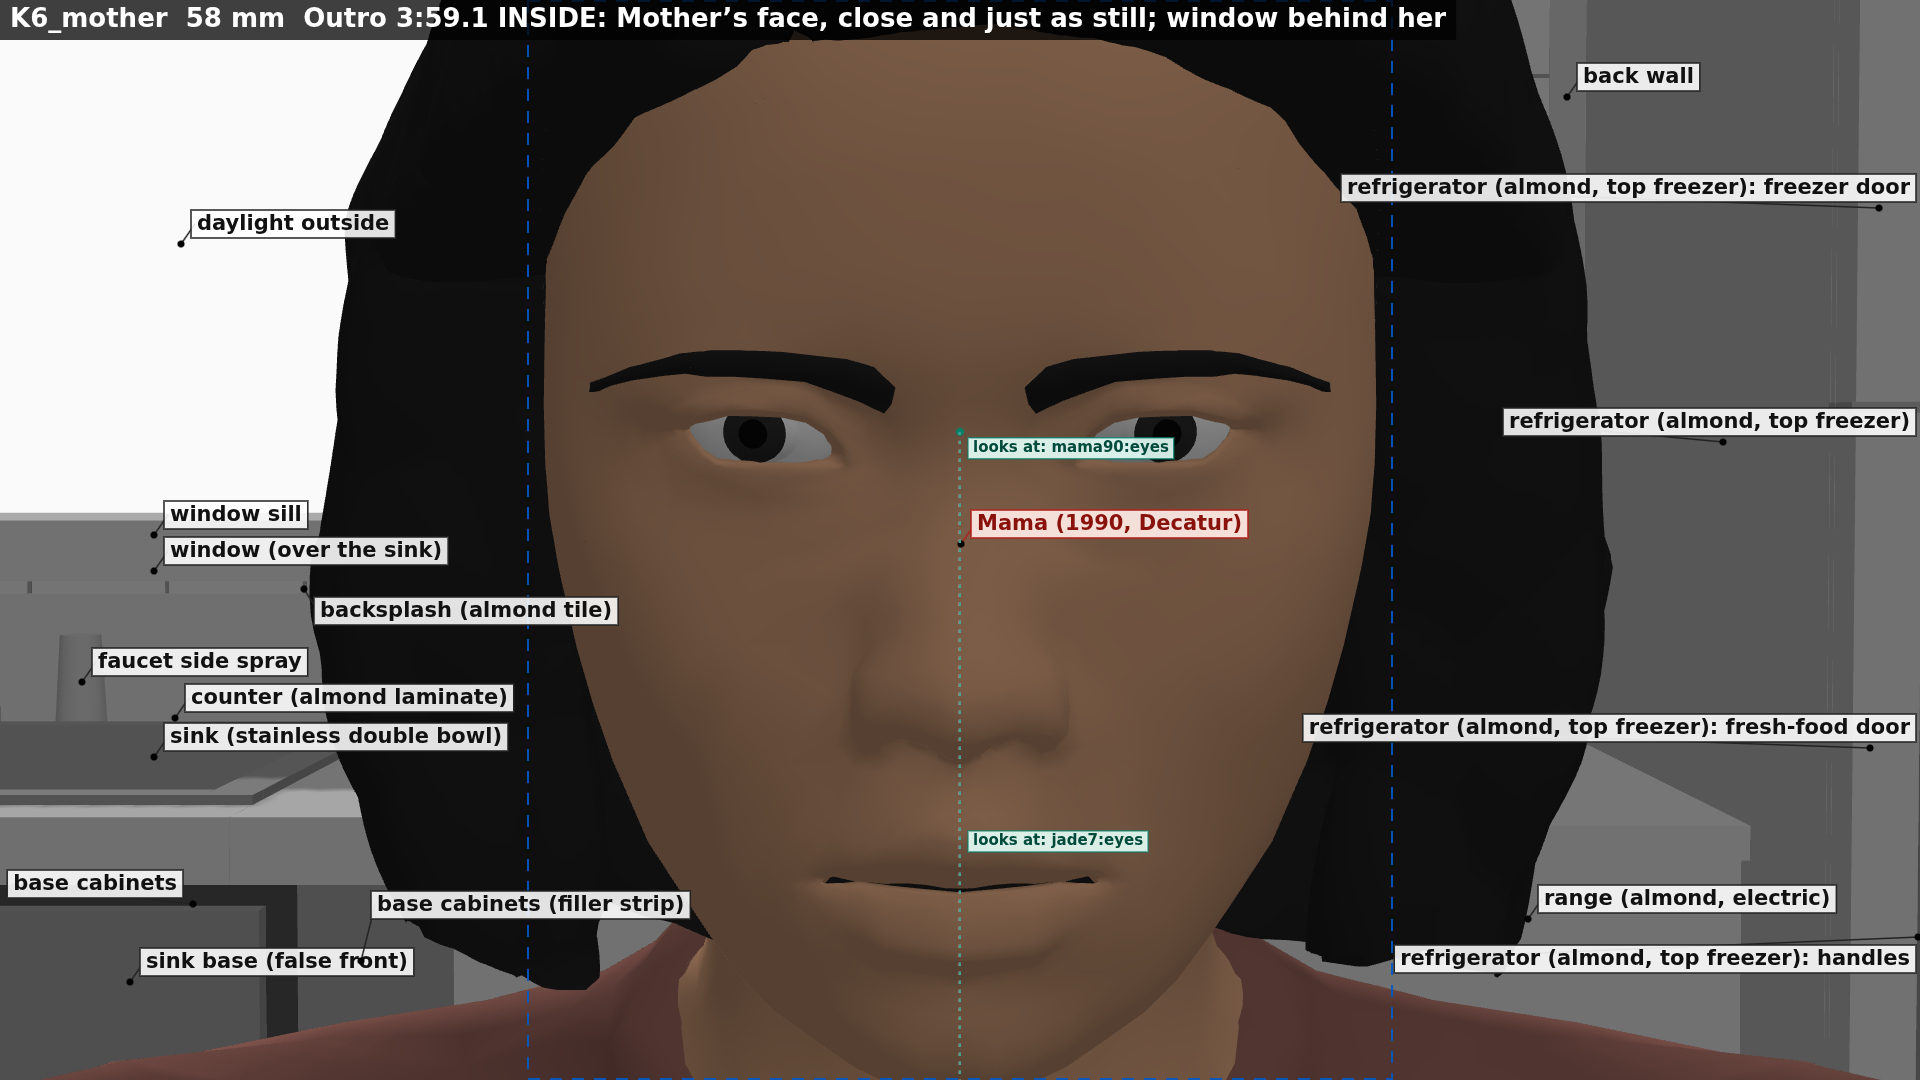 K6_mother 58 mm Outro 3:59.1 INSIDE: Mother’s face, close and just as still; window behind her
back wall
refrigerator (almond, top freezer): freezer door
daylight outside
refrigerator (almond, top freezer)
looks at: mama90:eyes
window sill
Mama (1990, Decatur)
window (over the sink)
backsplash (almond tile)
faucet side spray
counter (almond laminate)
refrigerator (almond, top freezer): fresh-food door
sink (stainless double bowl)
looks at: jade7:eyes
base cabinets
range (almond, electric)
base cabinets (filler strip)
refrigerator (almond, top freezer): handles
sink base (false front)